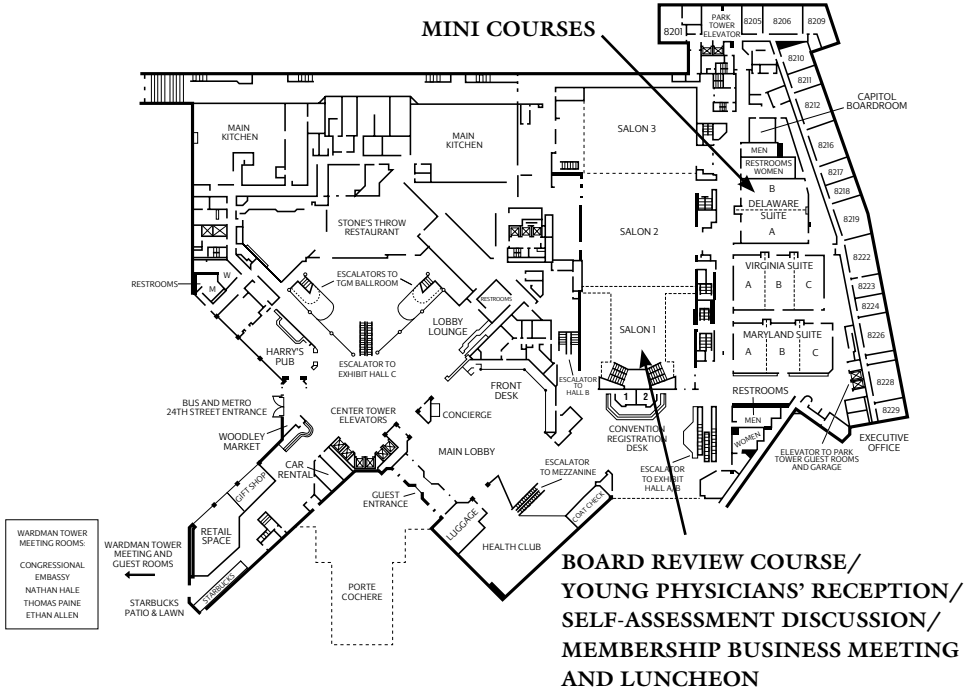 MINI COURSES
PARK
TOWER
ELEVATOR
8201
8205
8206
8209
8210
8211
8212
CAPITOL
BOARDROOM
MAIN
KITCHEN
MAIN
KITCHEN
SALON 3
MEN
RESTROOMS
WOMEN
8216
8217
8218
8219
B
DELAWARE
SUITE
A
STONE'S THROW
RESTAURANT
SALON 2
8222
8223
8224
8226
8228
8229
VIRGINIA SUITE
A
B
C
RESTROOMS
W
M
ESCALATORS TO
TGM BALLROOM
RESTROOMS
LOBBY
LOUNGE
SALON 1
MARYLAND SUITE
A
B
C
HARRY'S
PUB
ESCALATOR TO
EXHIBIT HALL C
FRONT
DESK
ESCALATOR
TO
HALL B
1
2
RESTROOMS
MEN
WOMEN
BUS AND METRO
24TH STREET ENTRANCE
CENTER TOWER
ELEVATORS
CONCIERGE
CONVENTION
REGISTRATION
DESK
EXECUTIVE
OFFICE
WOODLEY
MARKET
MAIN LOBBY
ELEVATOR TO PARK
TOWER GUEST ROOMS
AND GARAGE
CAR
RENTAL
ESCALATOR
TO MEZZANINE
ESCALATOR
TO EXHIBIT
HALL A/B
GIFT SHOP
GUEST
ENTRANCE
LUGGAGE
COAT CHECK
HEALTH CLUB
RETAIL
SPACE
WARDMAN TOWER
MEETING ROOMS:
CONGRESSIONAL
EMBASSY
NATHAN HALE
THOMAS PAINE
ETHAN ALLEN
WARDMAN TOWER
MEETING AND
GUEST ROOMS
STARBUCKS
STARBUCKS
PATIO & LAWN
PORTE
COCHERE
BOARD REVIEW COURSE/
YOUNG PHYSICIANS' RECEPTION/
SELF-ASSESSMENT DISCUSSION/
MEMBERSHIP BUSINESS MEETING
AND LUNCHEON